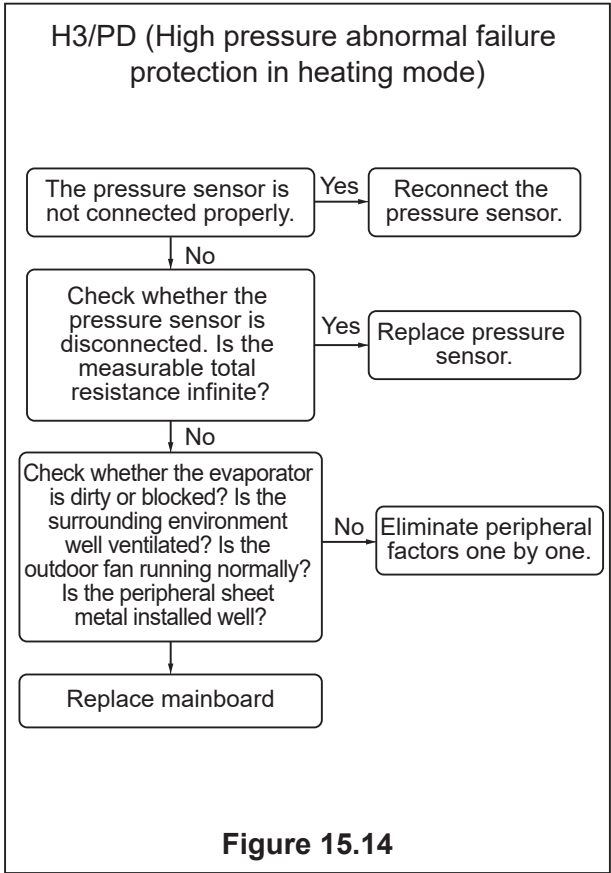 H3/PD (High pressure abnormal failure
protection in heating mode)
The pressure sensor is
not connected properly.
Yes
Reconnect the
pressure sensor.
No
Check whether the
pressure sensor is
disconnected. Is the
measurable total
resistance infinite?
Yes
Replace pressure
sensor.
No
Check whether the evaporator
is dirty or blocked? Is the
surrounding environment
well ventilated? Is the
outdoor fan running normally?
Is the peripheral sheet
metal installed well?
No
Eliminate peripheral
factors one by one.
Replace mainboard
Figure 15.14